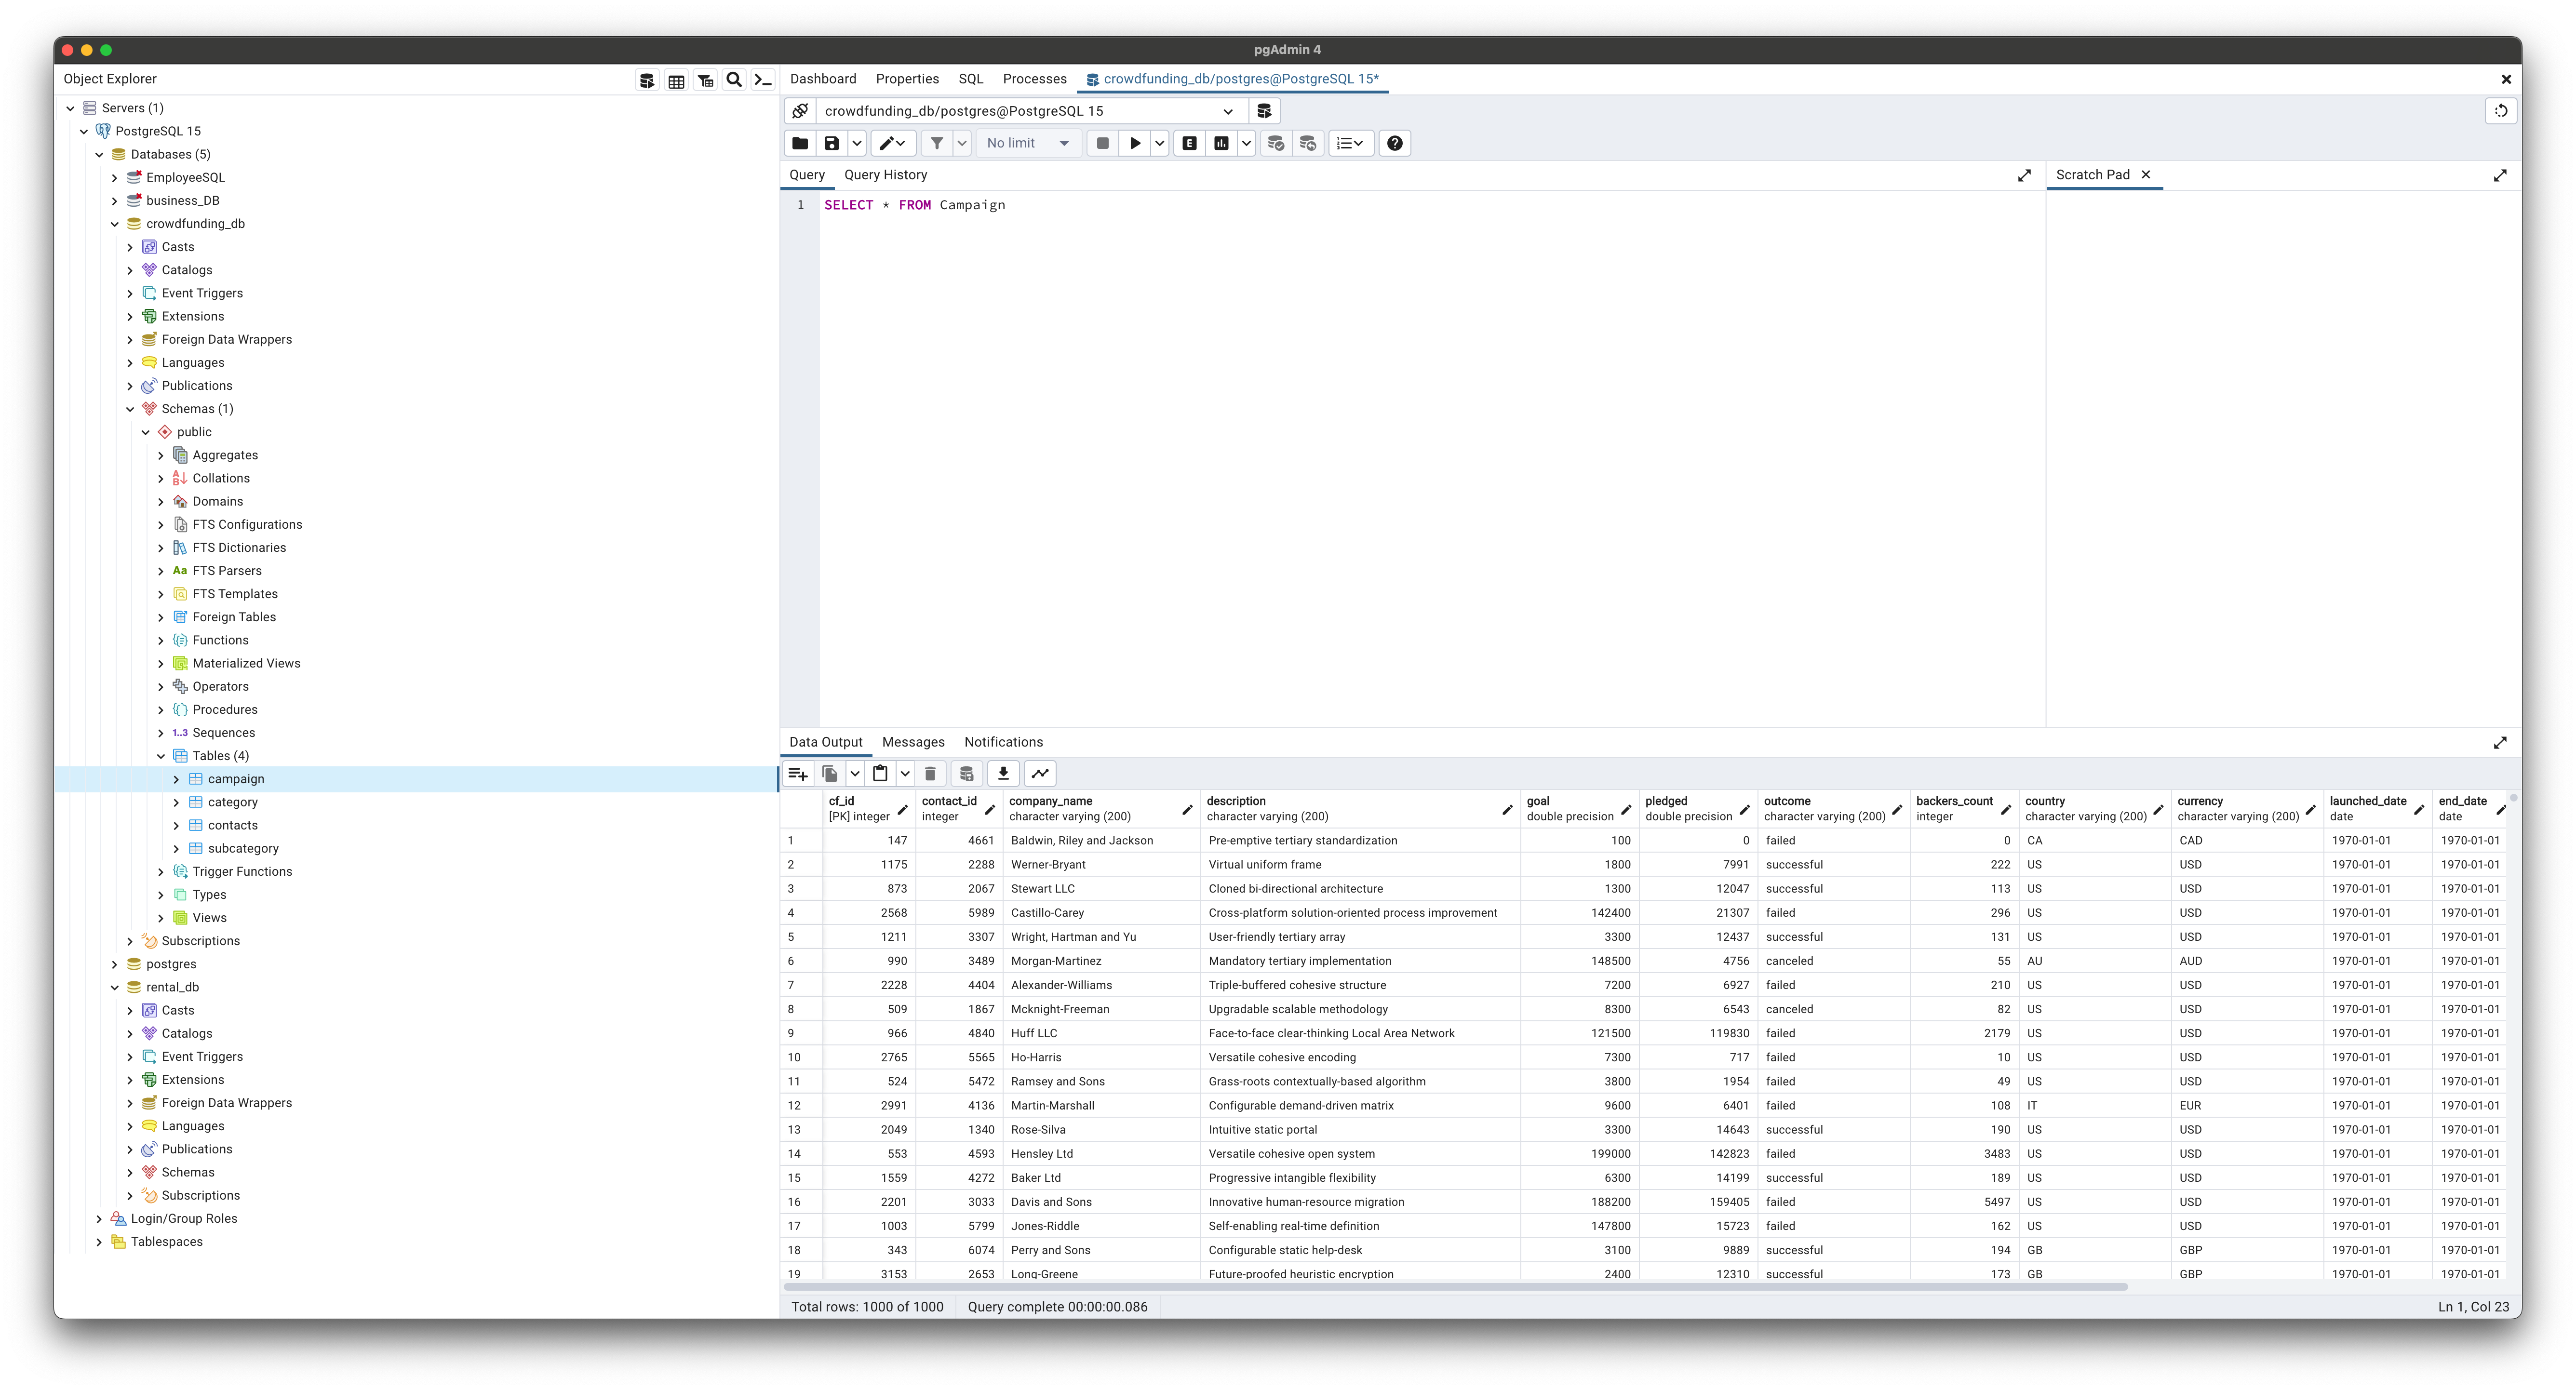 pgAdmin 4
Object Explorer
Servers (1)
PostgreSQL 15
Databases (5)
EmployeeSQL
business_DB
crowdfunding_db
Casts
Catalogs
Event Triggers
Extensions
Foreign Data Wrappers
Languages
Publications
Schemas (1)
public
Aggregates
Collations
Domains
FTS Configurations
FTS Dictionaries
Aa FTS Parsers
FTS Templates
Foreign Tables
Functions
Materialized Views
Operators
Procedures
1..3 Sequences
Tables (4)
campaign
category
contacts
subcategory
Trigger Functions
Types
Views
Subscriptions
postgres
rental_db
Casts
Catalogs
Event Triggers
Extensions
Foreign Data Wrappers
Languages
Publications
Schemas
Subscriptions
Login/Group Roles
Tablespaces
Dashboard Properties SQL Processes crowdfunding_db/postgres@PostgreSQL 15*
crowdfunding_db/postgres@PostgreSQL 15
No limit E
Query Query History Scratch Pad
1 SELECT * FROM Campaign
Data Output Messages Notifications
cf_id contact_id company_name description goal pledged outcome backers_count country currency launched_date end_date
[PK] integer integer character varying (200) character varying (200) double precision double precision character varying (200) integer character varying (200) character varying (200) date date
1 147 4661 Baldwin, Riley and Jackson Pre-emptive tertiary standardization 100 0 failed 0 CA CAD 1970-01-01 1970-01-01
2 1175 2288 Werner-Bryant Virtual uniform frame 1800 7991 successful 222 US USD 1970-01-01 1970-01-01
3 873 2067 Stewart LLC Cloned bi-directional architecture 1300 12047 successful 113 US USD 1970-01-01 1970-01-01
4 2568 5989 Castillo-Carey Cross-platform solution-oriented process improvement 142400 21307 failed 296 US USD 1970-01-01 1970-01-01
5 1211 3307 Wright, Hartman and Yu User-friendly tertiary array 3300 12437 successful 131 US USD 1970-01-01 1970-01-01
6 990 3489 Morgan-Martinez Mandatory tertiary implementation 148500 4756 canceled 55 AU AUD 1970-01-01 1970-01-01
7 2228 4404 Alexander-Williams Triple-buffered cohesive structure 7200 6927 failed 210 US USD 1970-01-01 1970-01-01
8 509 1867 Mcknight-Freeman Upgradable scalable methodology 8300 6543 canceled 82 US USD 1970-01-01 1970-01-01
9 966 4840 Huff LLC Face-to-face clear-thinking Local Area Network 121500 119830 failed 2179 US USD 1970-01-01 1970-01-01
10 2765 5565 Ho-Harris Versatile cohesive encoding 7300 717 failed 10 US USD 1970-01-01 1970-01-01
11 524 5472 Ramsey and Sons Grass-roots contextually-based algorithm 3800 1954 failed 49 US USD 1970-01-01 1970-01-01
12 2991 4136 Martin-Marshall Configurable demand-driven matrix 9600 6401 failed 108 IT EUR 1970-01-01 1970-01-01
13 2049 1340 Rose-Silva Intuitive static portal 3300 14643 successful 190 US USD 1970-01-01 1970-01-01
14 553 4593 Hensley Ltd Versatile cohesive open system 199000 142823 failed 3483 US USD 1970-01-01 1970-01-01
15 1559 4272 Baker Ltd Progressive intangible flexibility 6300 14199 successful 189 US USD 1970-01-01 1970-01-01
16 2201 3033 Davis and Sons Innovative human-resource migration 188200 159405 failed 5497 US USD 1970-01-01 1970-01-01
17 1003 5799 Jones-Riddle Self-enabling real-time definition 147800 15723 failed 162 US USD 1970-01-01 1970-01-01
18 343 6074 Perry and Sons Configurable static help-desk 3100 9889 successful 194 GB GBP 1970-01-01 1970-01-01
19 3153 2653 Long-Greene Future-proofed heuristic encryption 2400 12310 successful 173 GB GBP 1970-01-01 1970-01-01
Total rows: 1000 of 1000 Query complete 00:00:00.086 Ln 1, Col 23